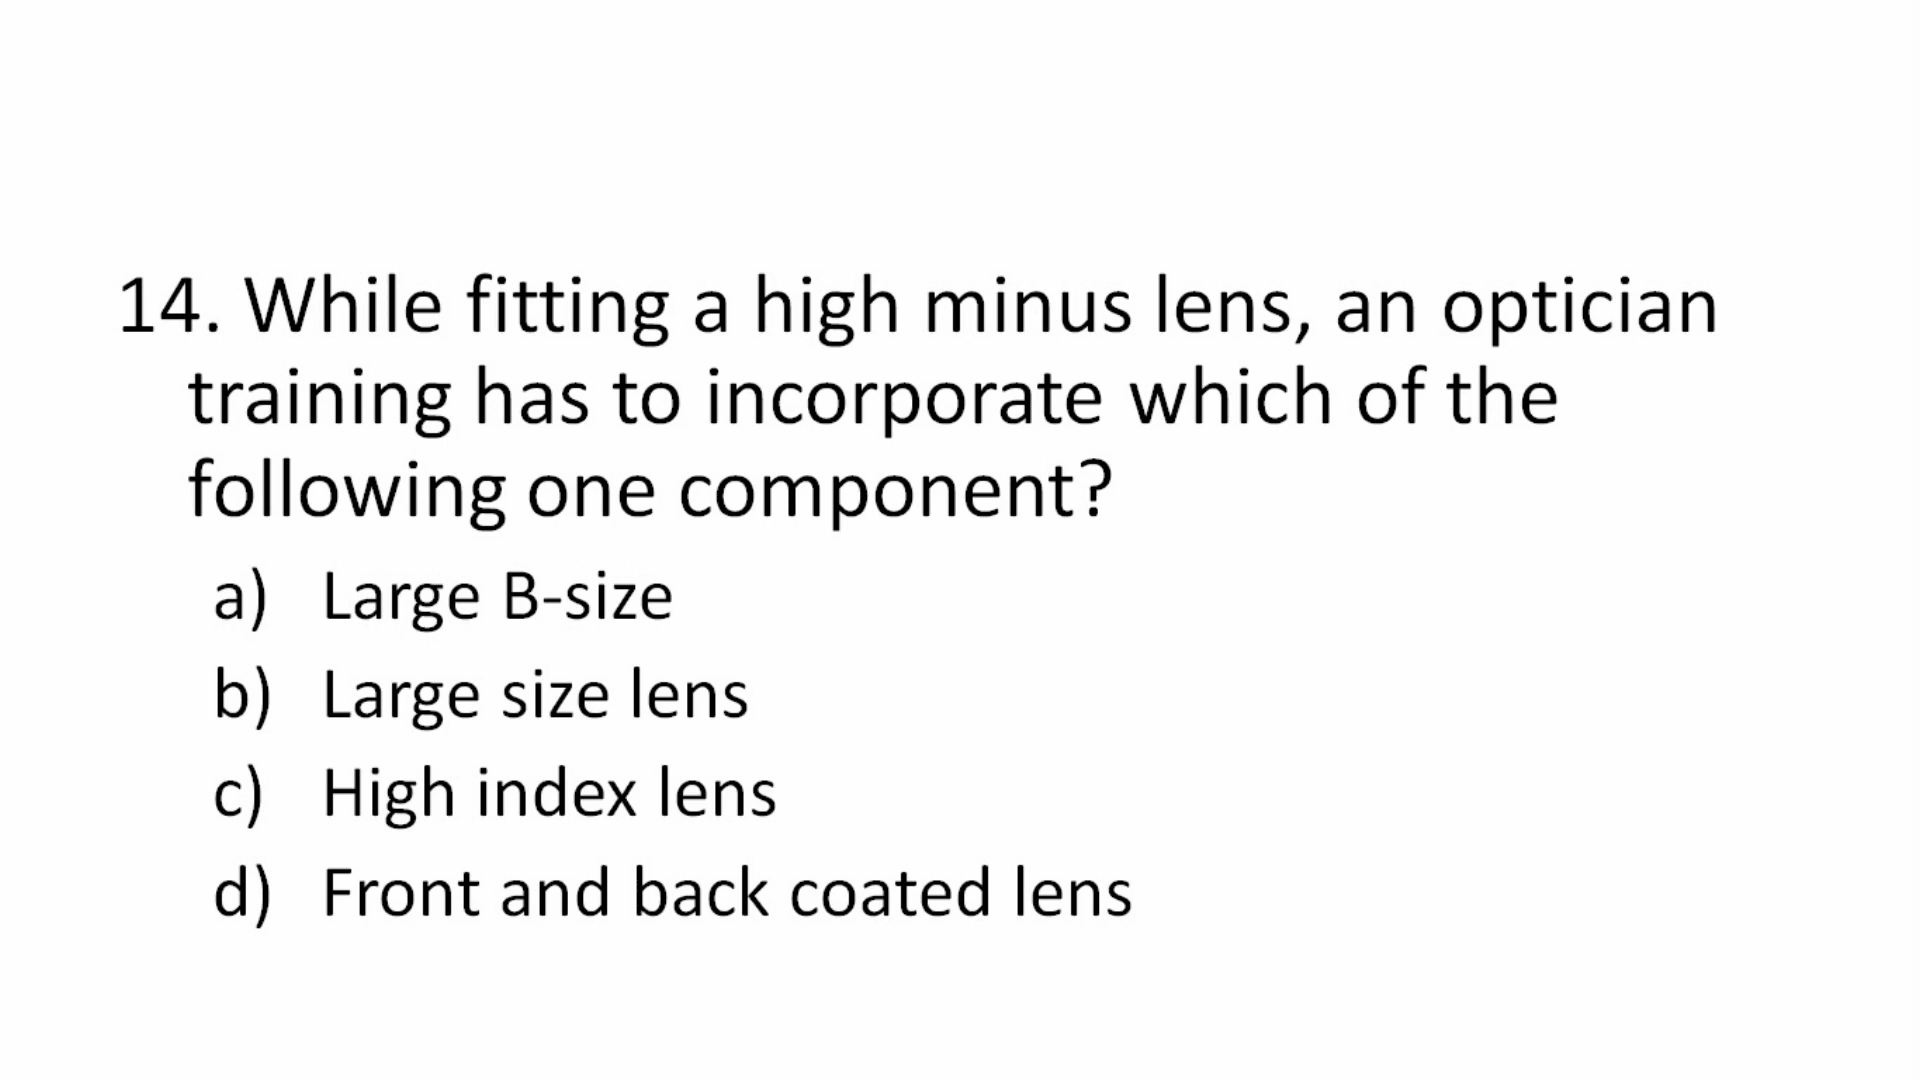 14. While fitting a high minus lens, an optician
training has to incorporate which of the
following one component?
a) Large B-size
b) Large size lens
c) High index lens
d) Front and back coated lens